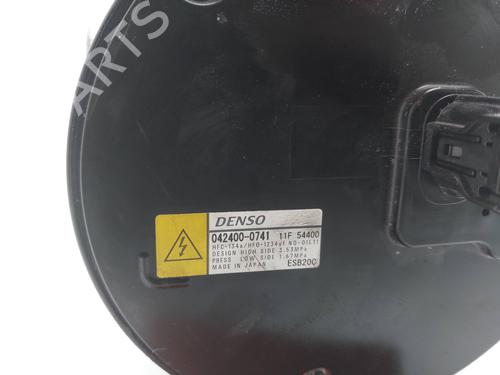 PARTS
DENSO
042400-0741 11F 54400
HFC-134a/HFO-1234yf ND-OIL11
DESIGN HIGH SIDE 3.53MPa
PRESS LOW SIDE 1.67MPa
MADE IN JAPAN ESB20C